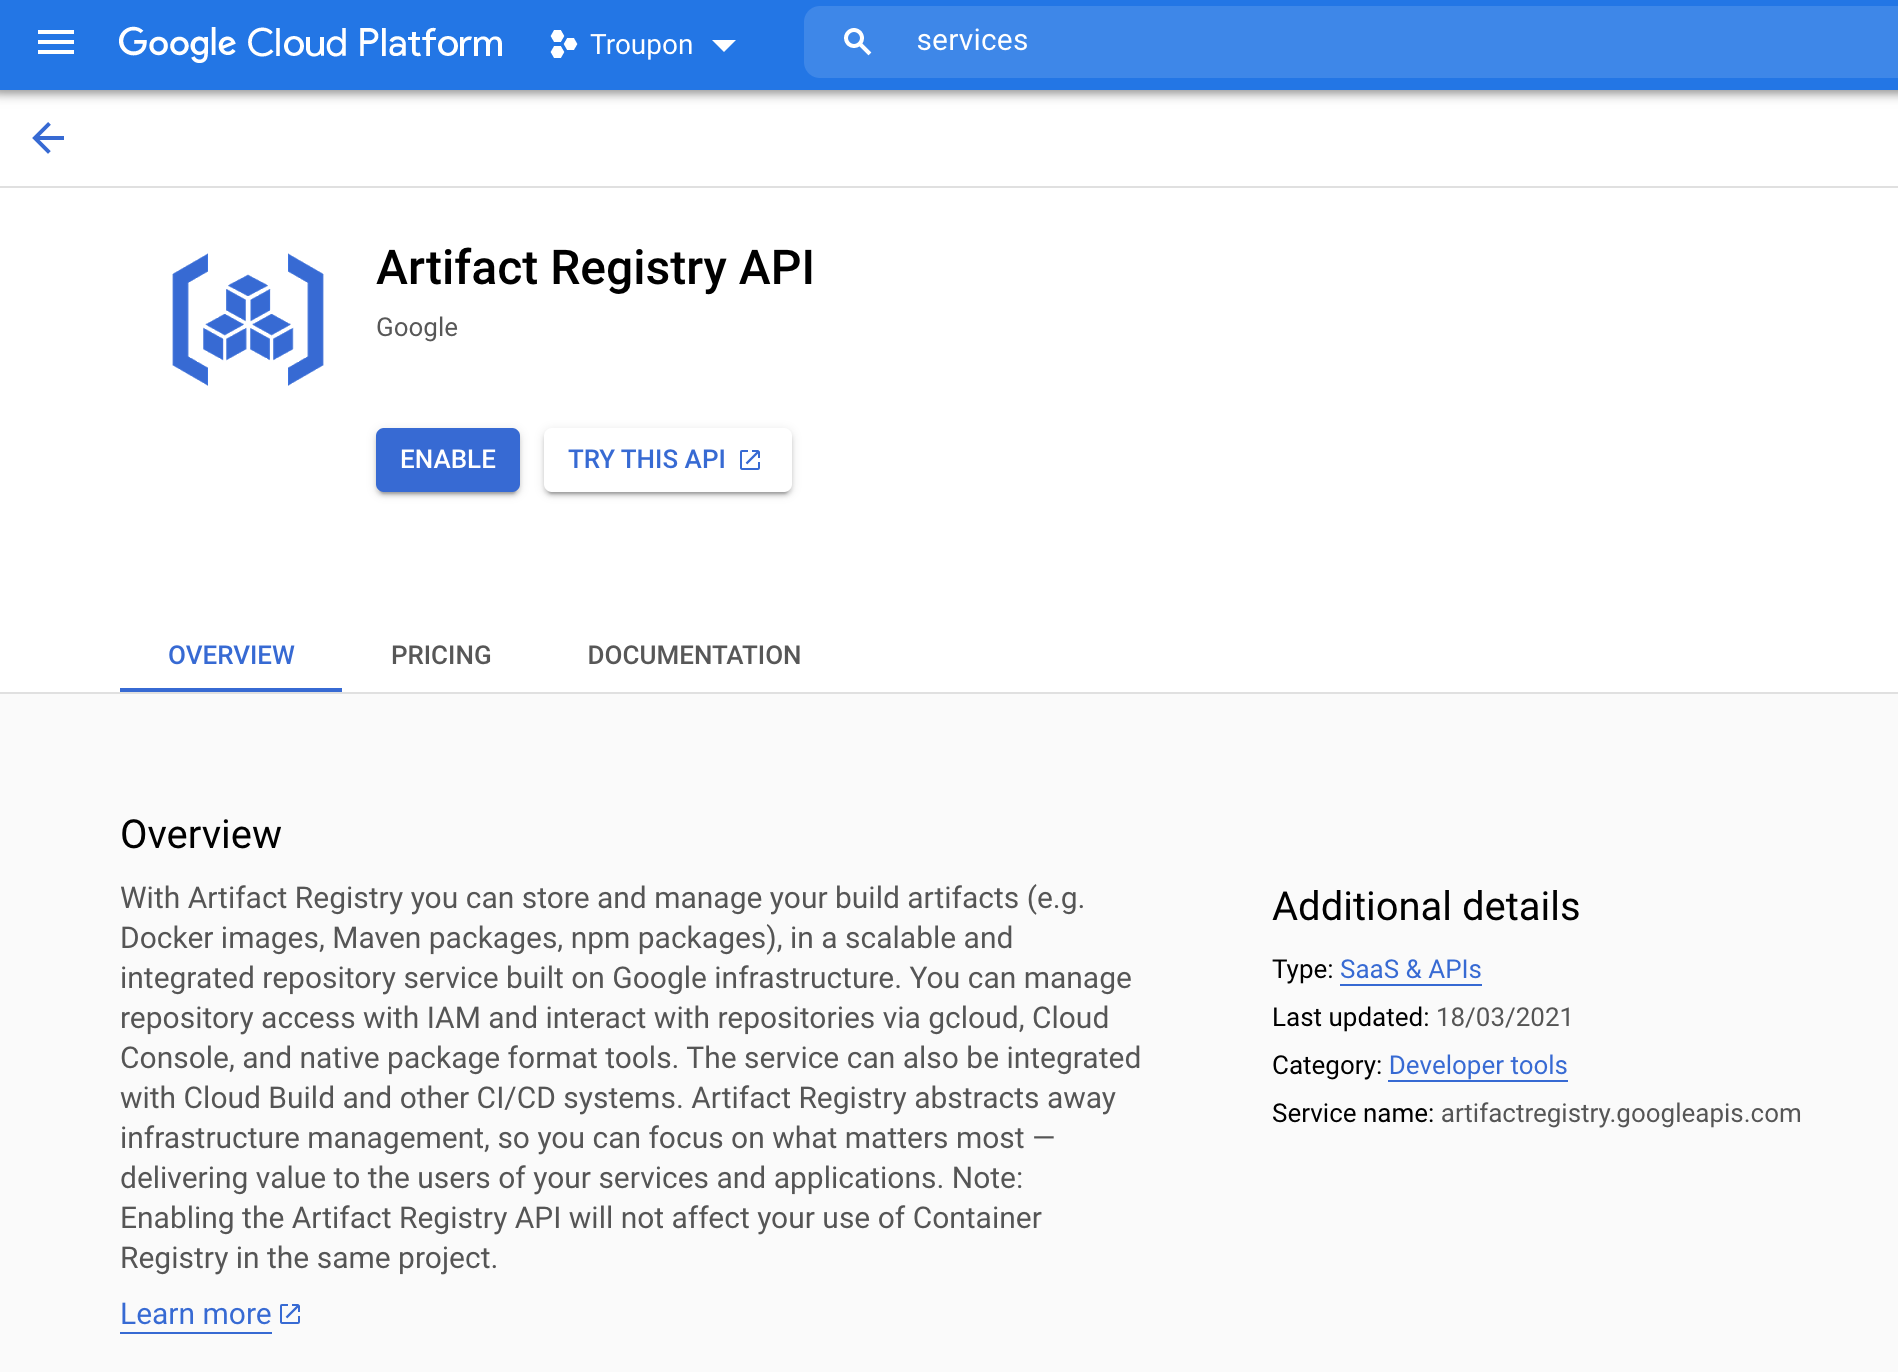 Google Cloud Platform
Troupon
services
Artifact Registry API
Google
ENABLE
TRY THIS API
OVERVIEW
PRICING
DOCUMENTATION
Overview
With Artifact Registry you can store and manage your build artifacts (e.g.
Docker images, Maven packages, npm packages), in a scalable and
integrated repository service built on Google infrastructure. You can manage
repository access with IAM and interact with repositories via gcloud, Cloud
Console, and native package format tools. The service can also be integrated
with Cloud Build and other CI/CD systems. Artifact Registry abstracts away
infrastructure management, so you can focus on what matters most —
delivering value to the users of your services and applications. Note:
Enabling the Artifact Registry API will not affect your use of Container
Registry in the same project.
Learn more
Additional details
Type: SaaS & APIs
Last updated: 18/03/2021
Category: Developer tools
Service name: artifactregistry.googleapis.com